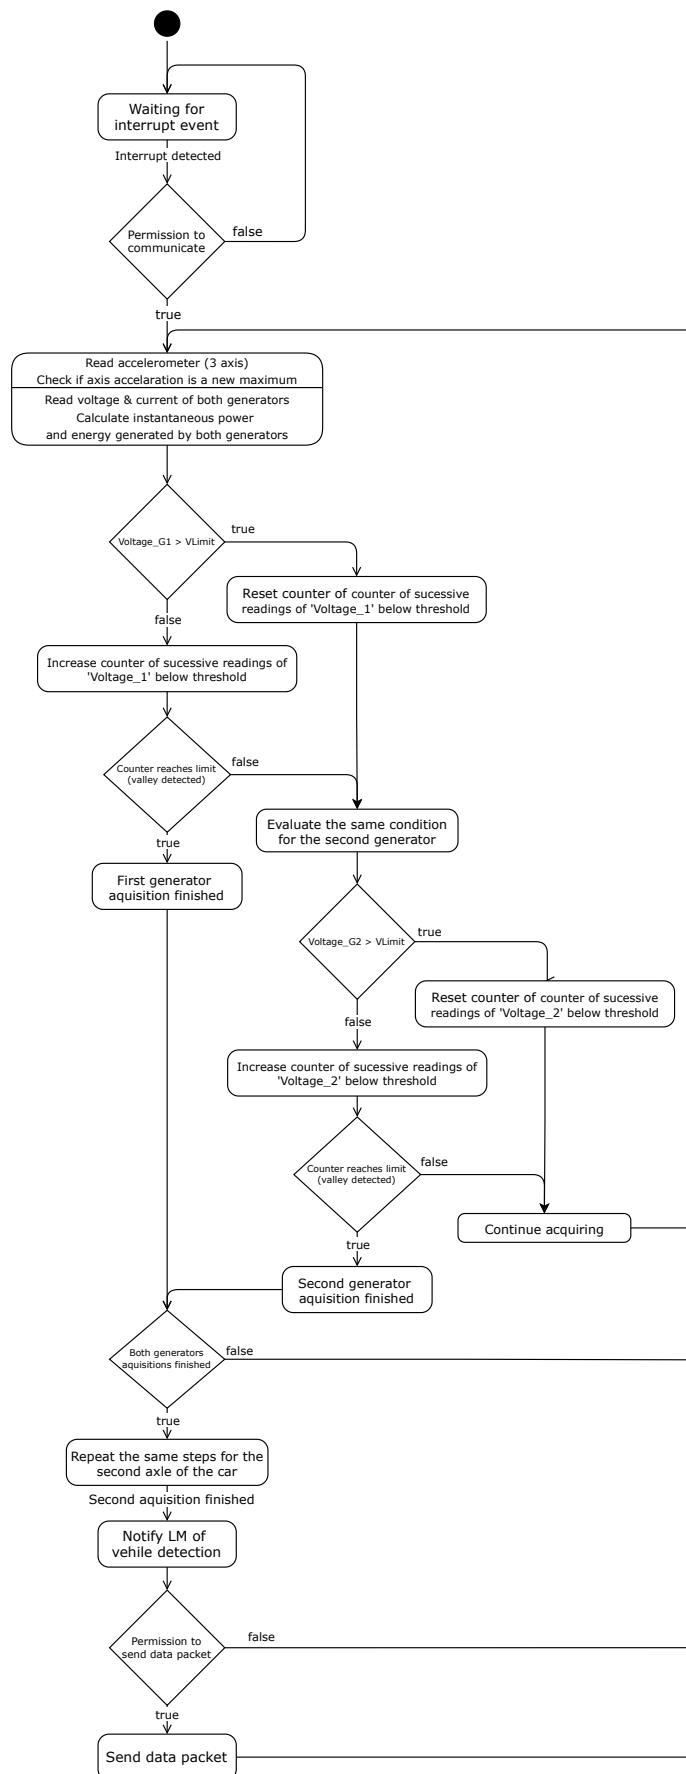 Waiting for
interrupt event
Interrupt detected
Permission to
communicate
false
true
Read accelerometer (3 axis)
Check if axis accelaration is a new maximum
Read voltage & current of both generators
Calculate instantaneous power
and energy generated by both generators
Voltage_G1 > VLimit
true
Reset counter of counter of sucessive
readings of 'Voltage_1' below threshold
false
Increase counter of sucessive readings of
'Voltage_1' below threshold
Counter reaches limit
(valley detected)
false
true
Evaluate the same condition
for the second generator
First generator
aquisition finished
Voltage_G2 > VLimit
true
Reset counter of counter of sucessive
readings of 'Voltage_2' below threshold
false
Increase counter of sucessive readings of
'Voltage_2' below threshold
Counter reaches limit
(valley detected)
false
Continue acquiring
true
Second generator
aquisition finished
Both generators
aquisitions finished
false
true
Repeat the same steps for the
second axle of the car
Second aquisition finished
Notify LM of
vehile detection
Permission to
send data packet
false
true
Send data packet